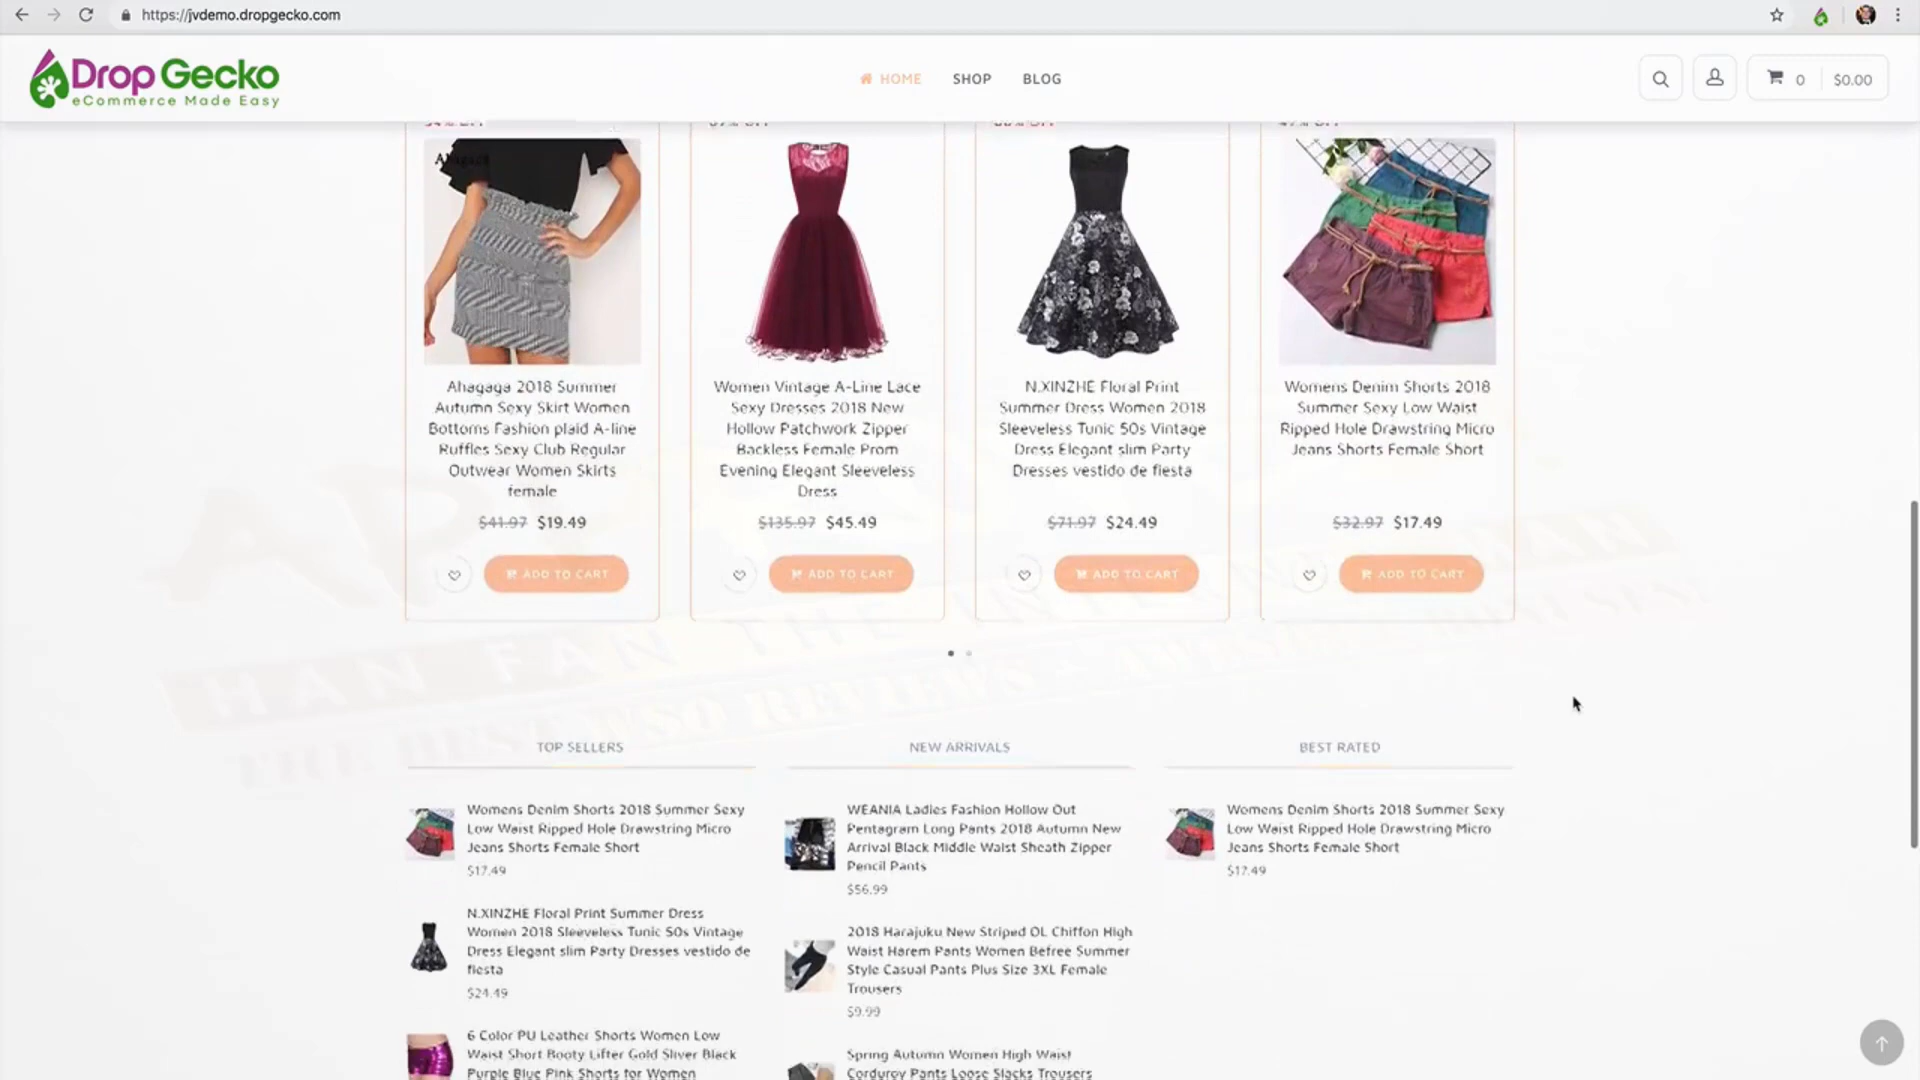 https://jvdemo.dropgecko.com
Drop Gecko
eCommerce Made Easy
HOME SHOP BLOG
0 $0.00
Ahagaga 2018 Summer
Autumn Sexy Skirt Women
Bottoms Fashion plaid A-line
Ruffles Sexy Club Regular
Outwear Women Skirts
female
$41.97 $19.49
ADD TO CART
Women Vintage A-Line Lace
Sexy Dresses 2018 New
Hollow Patchwork Zipper
Backless Female Prom
Evening Elegant Sleeveless
Dress
$135.97 $45.49
ADD TO CART
N.XINZHE Floral Print
Summer Dress Women 2018
Sleeveless Tunic 50s Vintage
Dress Elegant slim Party
Dresses vestido de fiesta
$71.97 $24.49
ADD TO CART
Womens Denim Shorts 2018
Summer Sexy Low Waist
Ripped Hole Drawstring Micro
Jeans Shorts Female Short
$32.97 $17.49
ADD TO CART
HAN FAN THE
THE BEST WSO REVIEWS
TOP SELLERS
Womens Denim Shorts 2018 Summer Sexy
Low Waist Ripped Hole Drawstring Micro
Jeans Shorts Female Short
$17.49
N.XINZHE Floral Print Summer Dress
Women 2018 Sleeveless Tunic 50s Vintage
Dress Elegant slim Party Dresses vestido de
fiesta
$24.49
6 Color PU Leather Shorts Women Low
Waist Short Booty Lifter Gold Sliver Black
Purple Blue Pink Shorts for Women
NEW ARRIVALS
WEANIA Ladies Fashion Hollow Out
Pentagram Long Pants 2018 Autumn New
Arrival Black Middle Waist Sheath Zipper
Pencil Pants
$56.99
2018 Harajuku New Striped OL Chiffon High
Waist Harem Pants Women Befree Summer
Style Casual Pants Plus Size 3XL Female
Trousers
$9.99
Spring Autumn Women High Waist
Corduroy Pants Loose Slacks Trousers
BEST RATED
Womens Denim Shorts 2018 Summer Sexy
Low Waist Ripped Hole Drawstring Micro
Jeans Shorts Female Short
$17.49